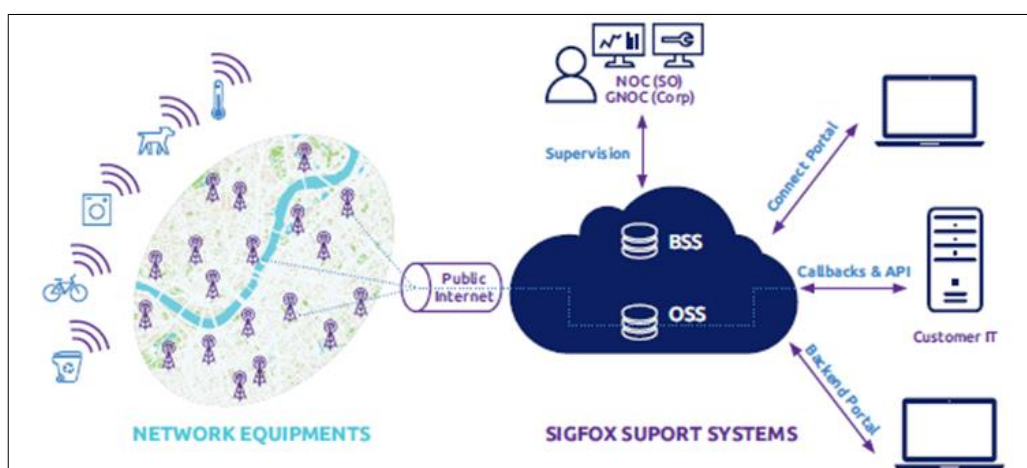 NOC (SO)
GNOC (Corp)
Supervision
Connect Portal
BSS
Public
Internet
Callbacks & API
OSS
Customer IT
Backend Portal
NETWORK EQUIPMENTS
SIGFOX SUPORT SYSTEMS